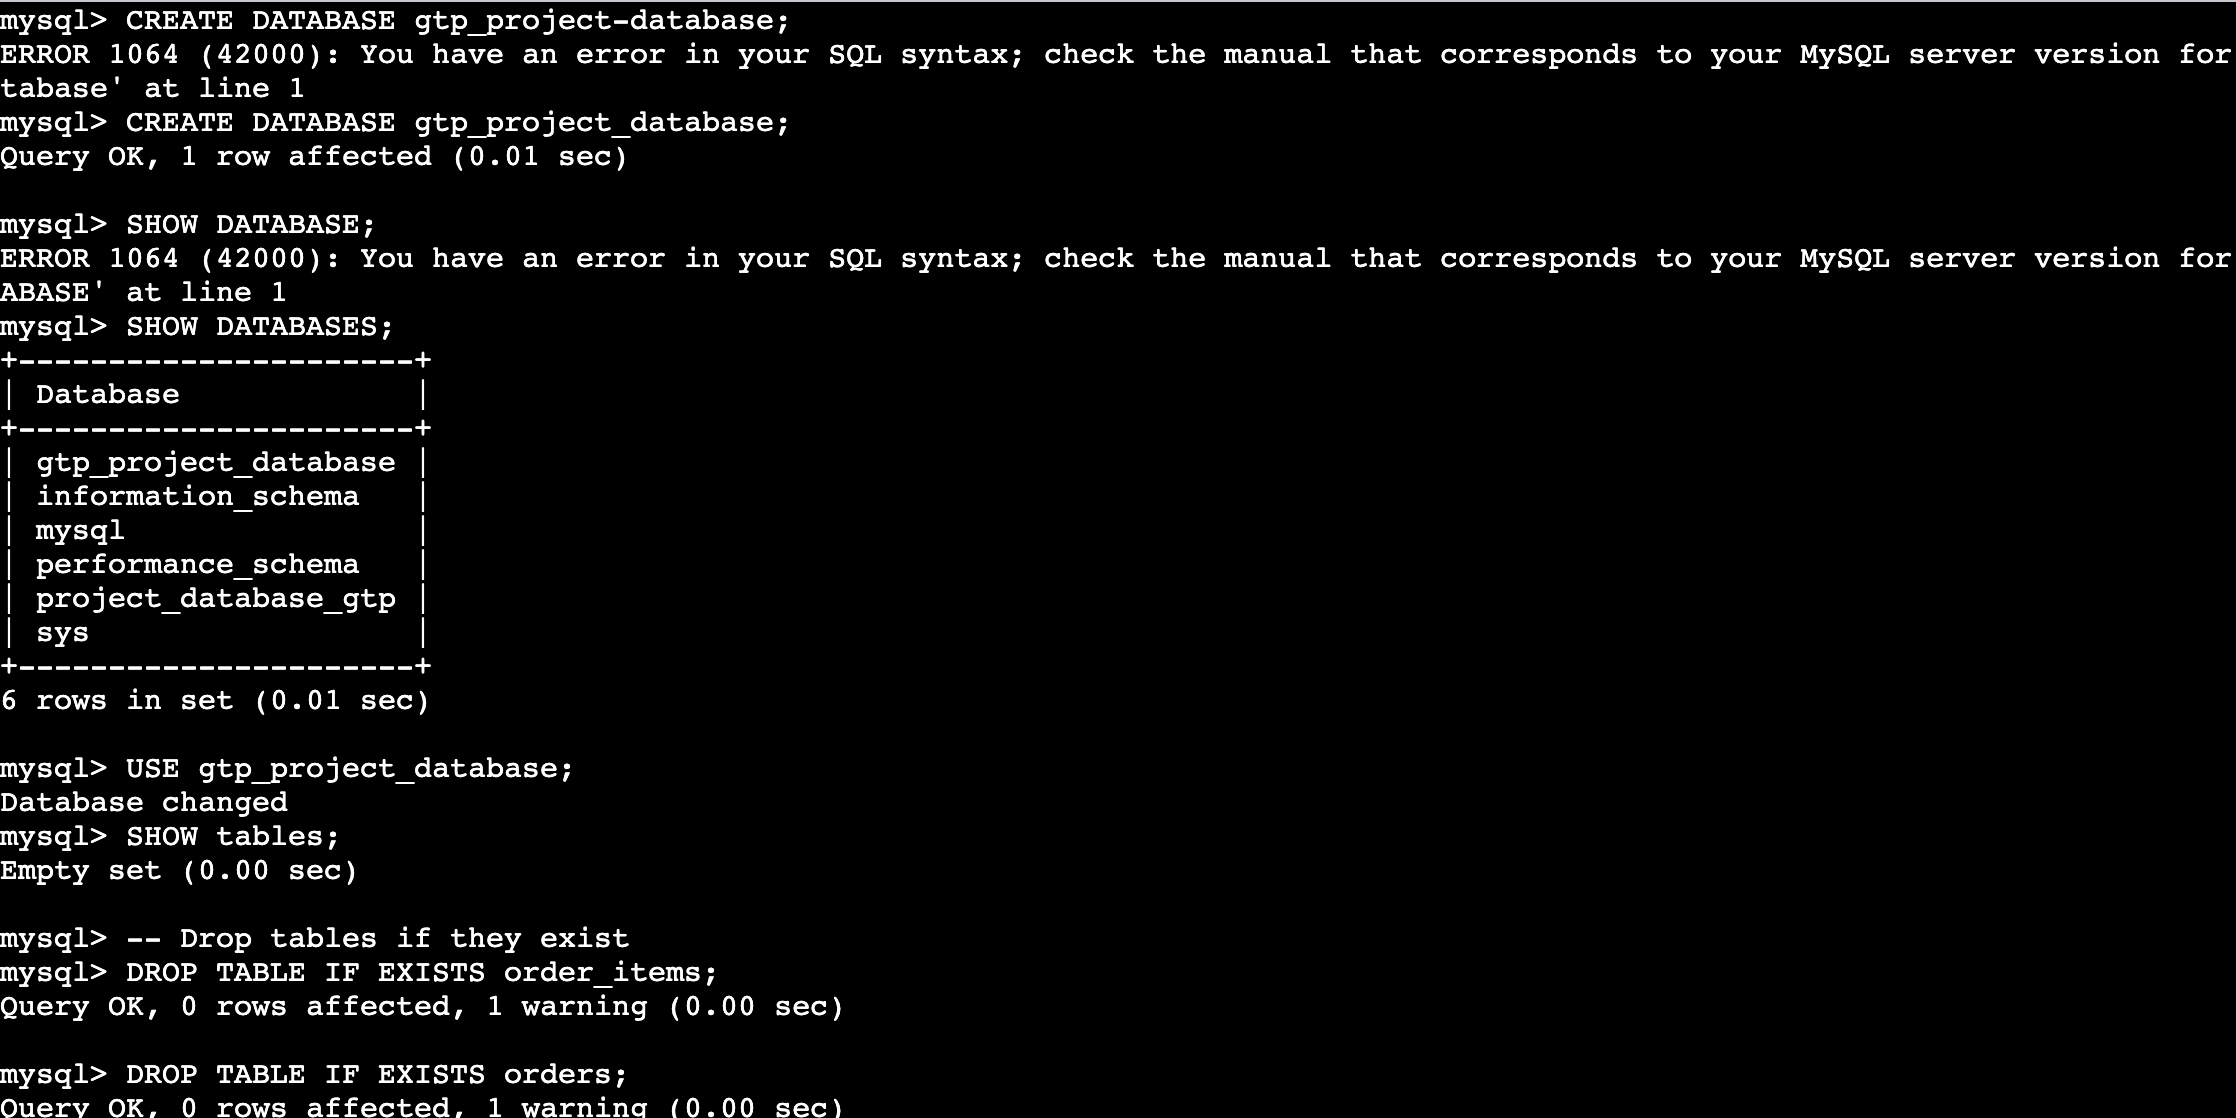 mysql> CREATE DATABASE gtp_project-database;
ERROR 1064 (42000): You have an error in your SQL syntax; check the manual that corresponds to your MySQL server version for
tabase' at line 1
mysql> CREATE DATABASE gtp_project_database;
Query OK, 1 row affected (0.01 sec)
mysql> SHOW DATABASE;
ERROR 1064 (42000): You have an error in your SQL syntax; check the manual that corresponds to your MySQL server version for
ABASE' at line 1
mysql> SHOW DATABASES;
+----------------------+
| Database             |
+----------------------+
| gtp_project_database |
| information_schema   |
| mysql                |
| performance_schema   |
| project_database_gtp |
| sys                  |
+----------------------+
6 rows in set (0.01 sec)
mysql> USE gtp_project_database;
Database changed
mysql> SHOW tables;
Empty set (0.00 sec)
mysql> -- Drop tables if they exist
mysql> DROP TABLE IF EXISTS order_items;
Query OK, 0 rows affected, 1 warning (0.00 sec)
mysql> DROP TABLE IF EXISTS orders;
Query OK, 0 rows affected, 1 warning (0.00 sec)